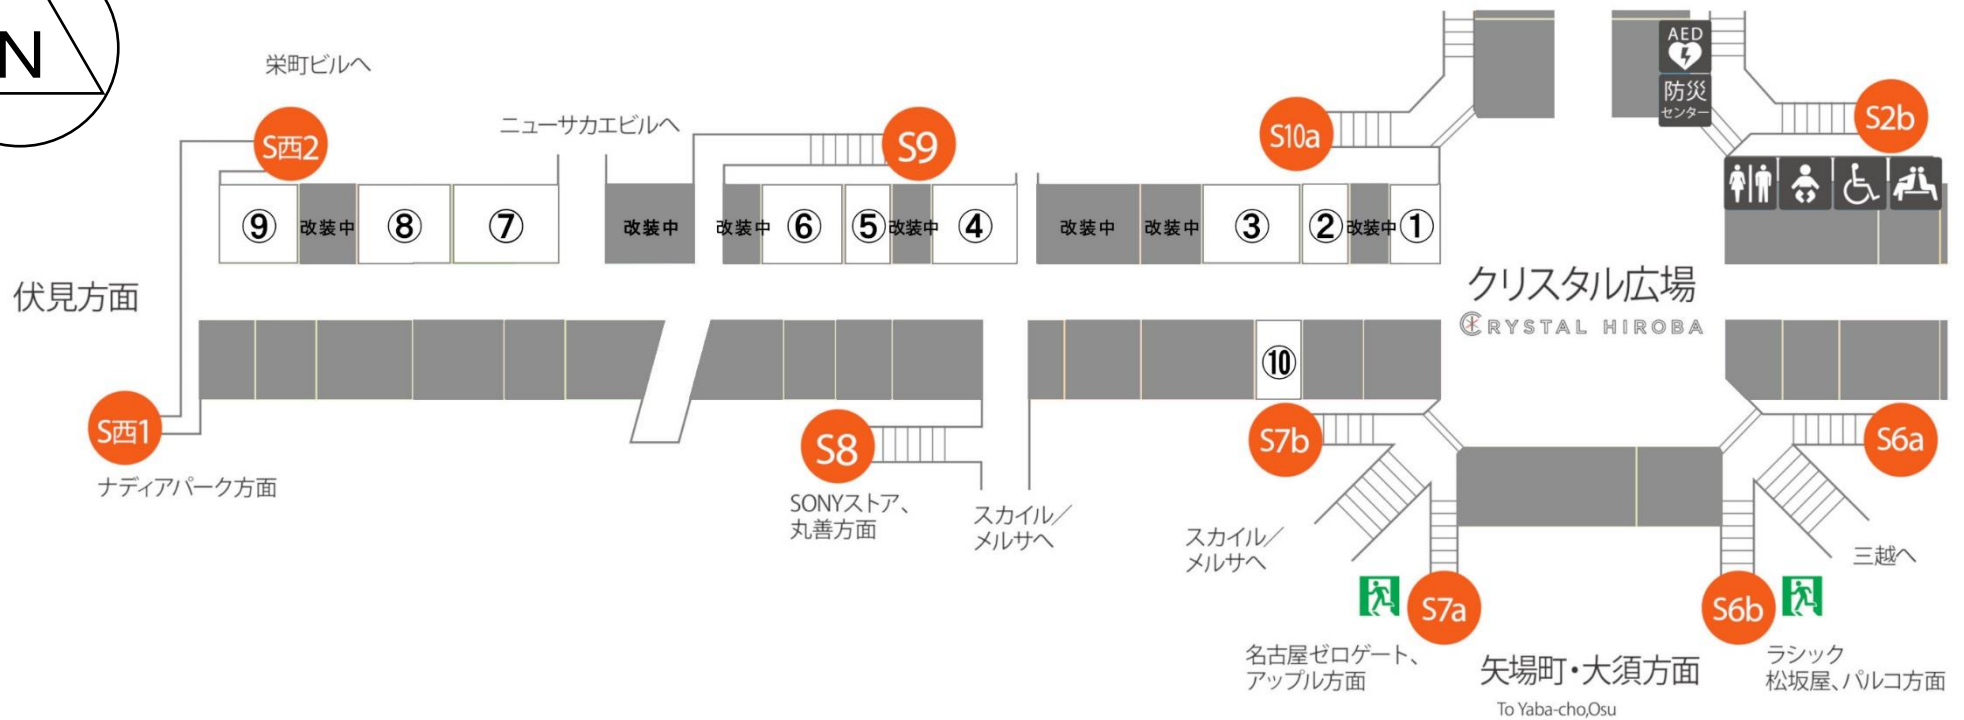 N
栄町ビルへ
ニューサカエビルへ
AED
防災
センター
S西2
S9
S10a
S2b
⑨
改装中
⑧
⑦
改装中
改装中
⑥
⑤
改装中
④
改装中
改装中
③
②
改装中
①
伏見方面
クリスタル広場
CRYSTAL HIROBA
⑩
S西1
ナディアパーク方面
S8
SONYストア、
丸善方面
スカイル／
メルサへ
S7b
スカイル／
メルサへ
S6a
三越へ
S7a
S6b
名古屋ゼロゲート、
アップル方面
矢場町・大須方面
To Yaba-cho,Osu
ラシック
松坂屋、パルコ方面